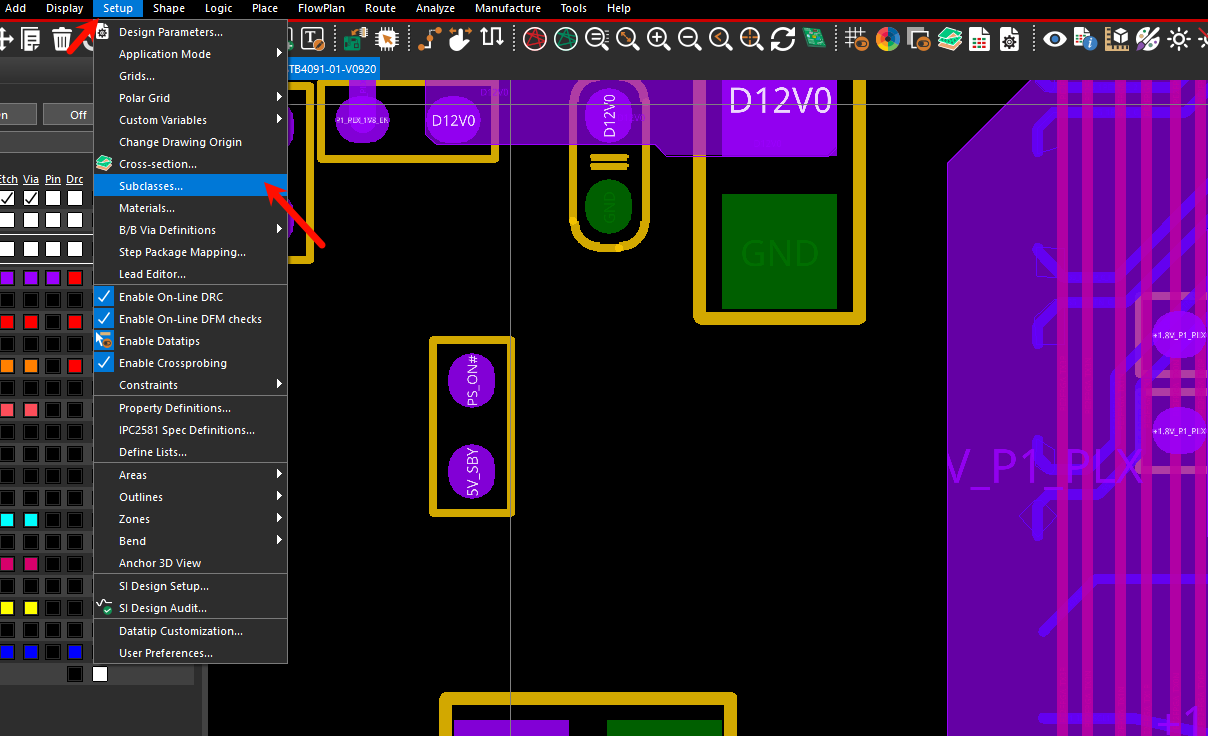 Add Display Setup Shape Logic Place FlowPlan Route Analyze Manufacture Tools Help
TB4091-01-V0920
Off
Etch Via Pin Drc
Design Parameters...
Application Mode
Grids...
Polar Grid
Custom Variables
Change Drawing Origin
Cross-section...
Subclasses...
Materials...
B/B Via Definitions
Step Package Mapping...
Lead Editor...
Enable On-Line DRC
Enable On-Line DFM checks
Enable Datatips
Enable Crossprobing
Constraints
Property Definitions...
IPC2581 Spec Definitions...
Define Lists...
Areas
Outlines
Zones
Bend
Anchor 3D View
SI Design Setup...
SI Design Audit...
Datatip Customization...
User Preferences...
P1_PLX_1V8_EN
D12V0
D12V0
D12V0
GND
GND
PS_ON#
5V_SBY
+1.8V_P1_PLX
+1.8V_P1_PLX
V_P1_PLX